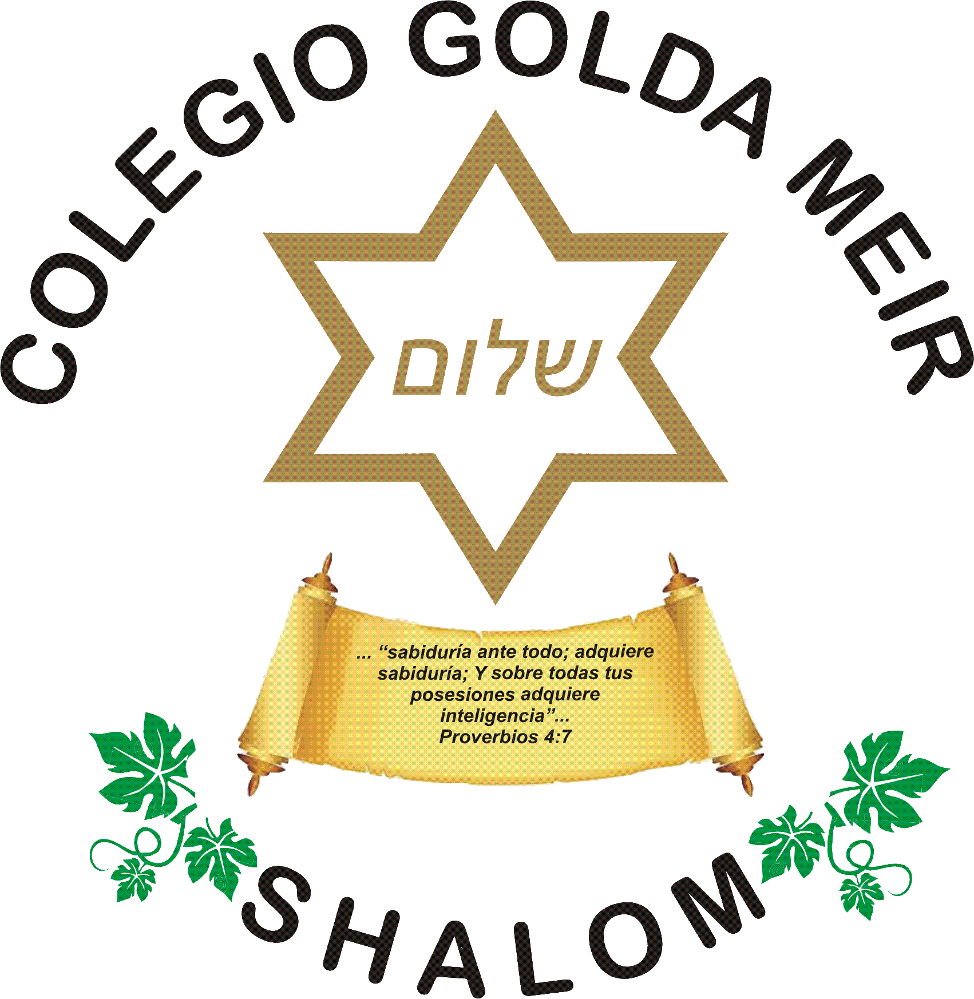 COLEGIO GOLDA MEIR
שלום
... “sabiduría ante todo; adquiere
sabiduría; Y sobre todas tus
posesiones adquiere
inteligencia”...
Proverbios 4:7
SHALOM